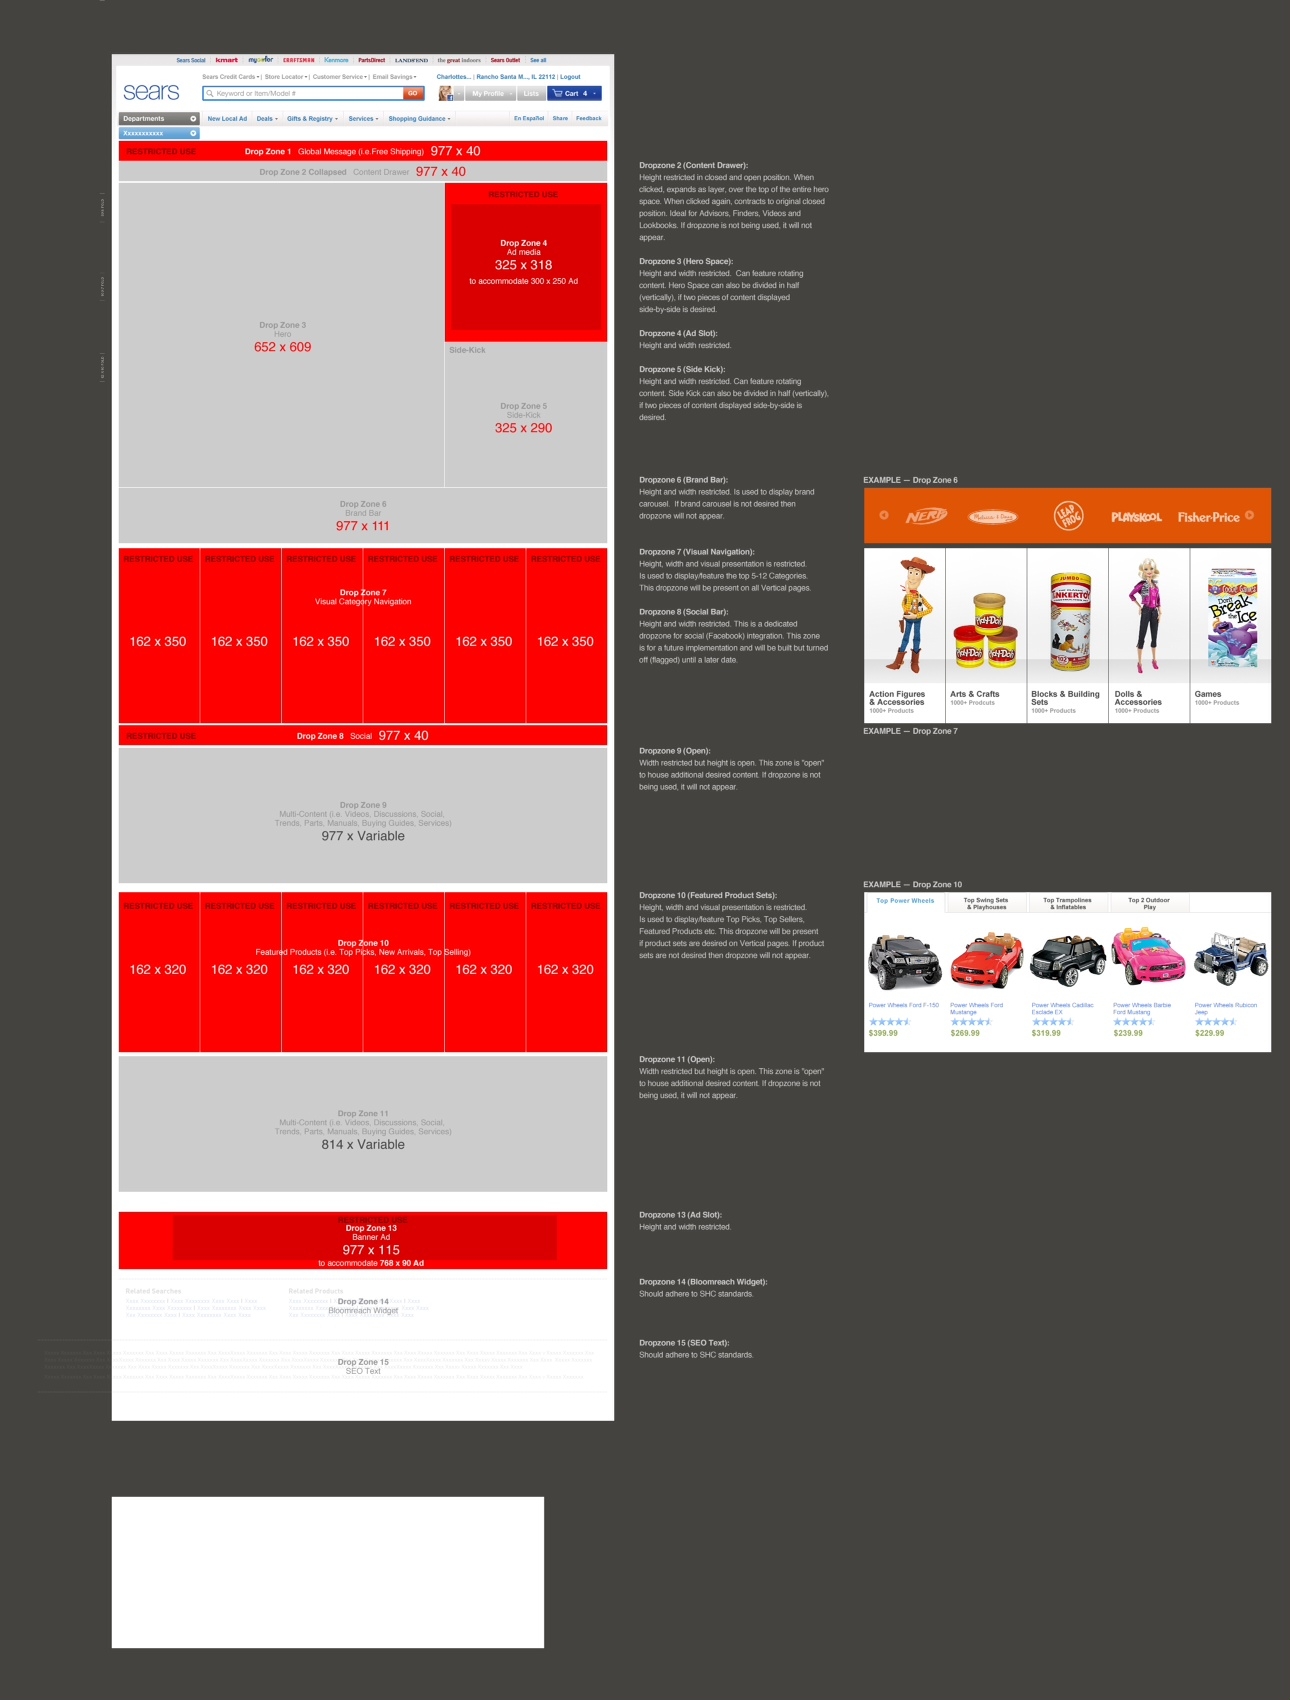 Sears Social kmart mygofer CRAFTSMAN Kenmore PartsDirect LANDS'END the great indoors Sears Outlet See all
Sears Credit Cards | Store Locator | Customer Service | Email Savings
Charlottes... | Rancho Santa M..., IL 22112 | Logout
sears
Keyword or Item/Model #
GO
My Profile
Lists
Cart 4
Departments
New Local Ad Deals Gifts & Registry Services Shopping Guidance
En Español Share Feedback
Xxxxxxxxxx
RESTRICTED USE
Drop Zone 1 Global Message (i.e.Free Shipping) 977 x 40
Drop Zone 2 Collapsed Content Drawer 977 x 40
Drop Zone 3
Hero
652 x 609
RESTRICTED USE
Drop Zone 4
Ad media
325 x 318
to accommodate 300 x 250 Ad
Side-Kick
Drop Zone 5
Side-Kick
325 x 290
Drop Zone 6
Brand Bar
977 x 111
RESTRICTED USE RESTRICTED USE RESTRICTED USE RESTRICTED USE RESTRICTED USE RESTRICTED USE
Drop Zone 7
Visual Category Navigation
162 x 350 162 x 350 162 x 350 162 x 350 162 x 350 162 x 350
RESTRICTED USE
Drop Zone 8 Social 977 x 40
Drop Zone 9
Multi-Content (i.e. Videos, Discussions, Social,
Trends, Parts, Manuals, Buying Guides, Services)
977 x Variable
RESTRICTED USE RESTRICTED USE RESTRICTED USE RESTRICTED USE RESTRICTED USE RESTRICTED USE
Drop Zone 10
Featured Products (i.e. Top Picks, New Arrivals, Top Selling)
162 x 320 162 x 320 162 x 320 162 x 320 162 x 320 162 x 320
Drop Zone 11
Multi-Content (i.e. Videos, Discussions, Social,
Trends, Parts, Manuals, Buying Guides, Services)
814 x Variable
RESTRICTED USE
Drop Zone 13
Banner Ad
977 x 115
to accommodate 768 x 90 Ad
Related Searches
Related Products
Drop Zone 14
Bloomreach Widget
Drop Zone 15
SEO Text
Dropzone 2 (Content Drawer):
Height restricted in closed and open position. When
clicked, expands as layer, over the top of the entire hero
space. When clicked again, contracts to original closed
position. Ideal for Advisors, Finders, Videos and
Lookbooks. If dropzone is not being used, it will not
appear.
Dropzone 3 (Hero Space):
Height and width restricted. Can feature rotating
content. Hero Space can also be divided in half
(vertically), if two pieces of content displayed
side-by-side is desired.
Dropzone 4 (Ad Slot):
Height and width restricted.
Dropzone 5 (Side Kick):
Height and width restricted. Can feature rotating
content. Side Kick can also be divided in half (vertically),
if two pieces of content displayed side-by-side is
desired.
Dropzone 6 (Brand Bar):
Height and width restricted. Is used to display brand
carousel. If brand carousel is not desired then
dropzone will not appear.
Dropzone 7 (Visual Navigation):
Height, width and visual presentation is restricted.
Is used to display/feature the top 5-12 Categories.
This dropzone will be present on all Vertical pages.
Dropzone 8 (Social Bar):
Height and width restricted. This is a dedicated
dropzone for social (Facebook) integration. This zone
is for a future implementation and will be built but turned
off (flagged) until a later date.
Dropzone 9 (Open):
Width restricted but height is open. This zone is "open"
to house additional desired content. If dropzone is not
being used, it will not appear.
Dropzone 10 (Featured Product Sets):
Height, width and visual presentation is restricted.
Is used to display/feature Top Picks, Top Sellers,
Featured Products etc. This dropzone will be present
if product sets are desired on Vertical pages. If product
sets are not desired then dropzone will not appear.
Dropzone 11 (Open):
Width restricted but height is open. This zone is "open"
to house additional desired content. If dropzone is not
being used, it will not appear.
Dropzone 13 (Ad Slot):
Height and width restricted.
Dropzone 14 (Bloomreach Widget):
Should adhere to SHC standards.
Dropzone 15 (SEO Text):
Should adhere to SHC standards.
EXAMPLE — Drop Zone 6
NERF Melissa & Doug LEAP FROG PLAYSKOOL Fisher-Price
JUMBO
TINKERTOY
102
Play-Doh
Play-Doh Play-Doh
Don't Break the Ice
Action Figures
& Accessories
1000+ Products
Arts & Crafts
1000+ Prodcuts
Blocks & Building
Sets
1000+ Products
Dolls &
Accessories
1000+ Products
Games
1000+ Products
EXAMPLE — Drop Zone 7
EXAMPLE — Drop Zone 10
Top Power Wheels
Top Swing Sets
& Playhouses
Top Trampolines
& Inflatables
Top 2 Outdoor
Play
Power Wheels Ford F-150
$399.99
Power Wheels Ford
Mustange
$269.99
Power Wheels Cadillac
Esclade EX
$319.99
Power Wheels Barbie
Ford Mustang
$239.99
Power Wheels Rubicon
Jeep
$229.99